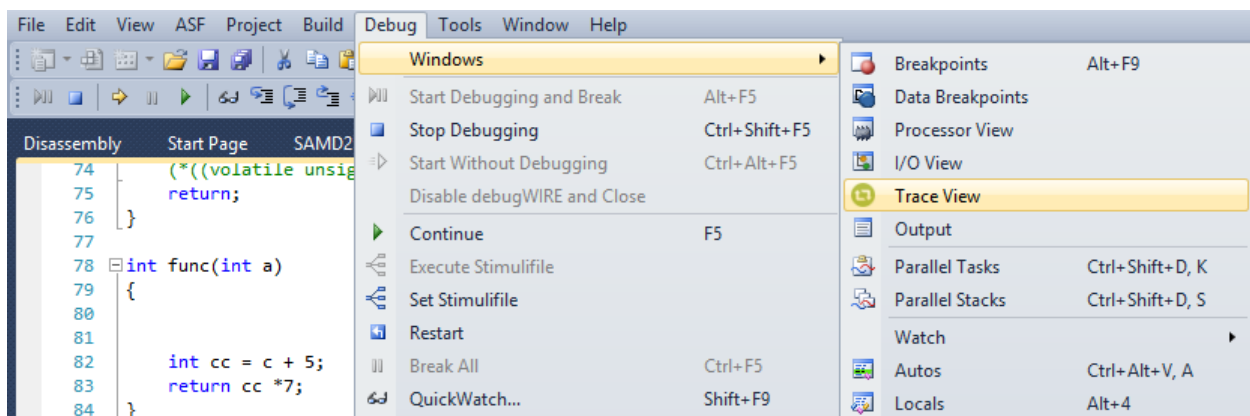 File Edit View ASF Project Build Debug Tools Window Help
Disassembly Start Page SAMD2
74 (*((volatile unsig
75 return;
76 }
77
78 int func(int a)
79 {
80
81
82 int cc = c + 5;
83 return cc *7;
84 }
Windows
Start Debugging and Break Alt+F5
Stop Debugging Ctrl+Shift+F5
Start Without Debugging Ctrl+Alt+F5
Disable debugWIRE and Close
Continue F5
Execute Stimulifile
Set Stimulifile
Restart
Break All Ctrl+F5
QuickWatch... Shift+F9
Breakpoints Alt+F9
Data Breakpoints
Processor View
I/O View
Trace View
Output
Parallel Tasks Ctrl+Shift+D, K
Parallel Stacks Ctrl+Shift+D, S
Watch
Autos Ctrl+Alt+V, A
Locals Alt+4